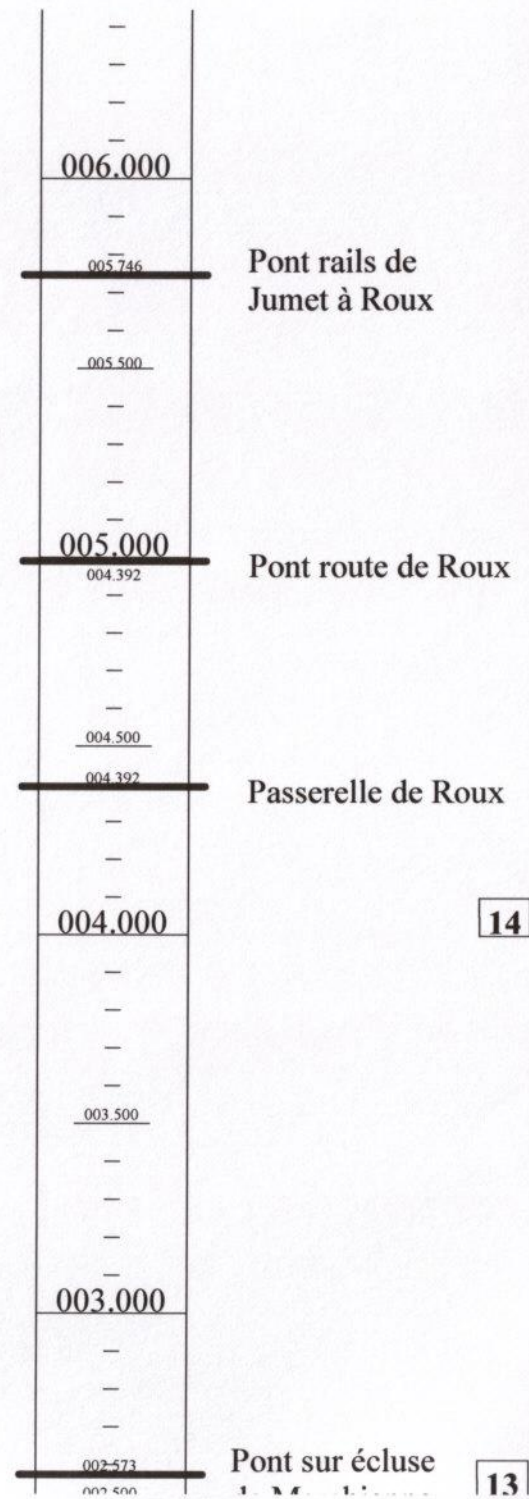 006.000
005.746
Pont rails de
Jumet à Roux
005.500
005.000
004.392
Pont route de Roux
004.500
004.392
Passerelle de Roux
004.000
14
003.500
003.000
002.573
Pont sur écluse
13
002.500